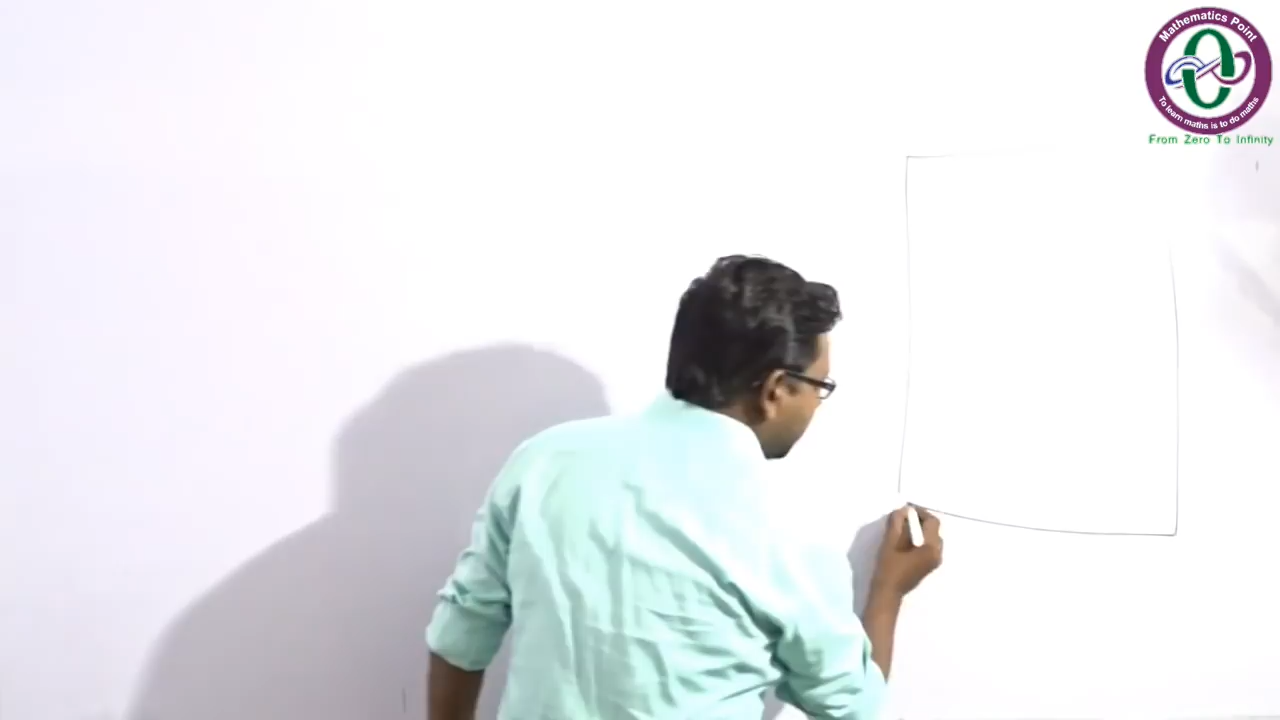 Mathematics Point
To learn maths is to do maths
From Zero To Infinity